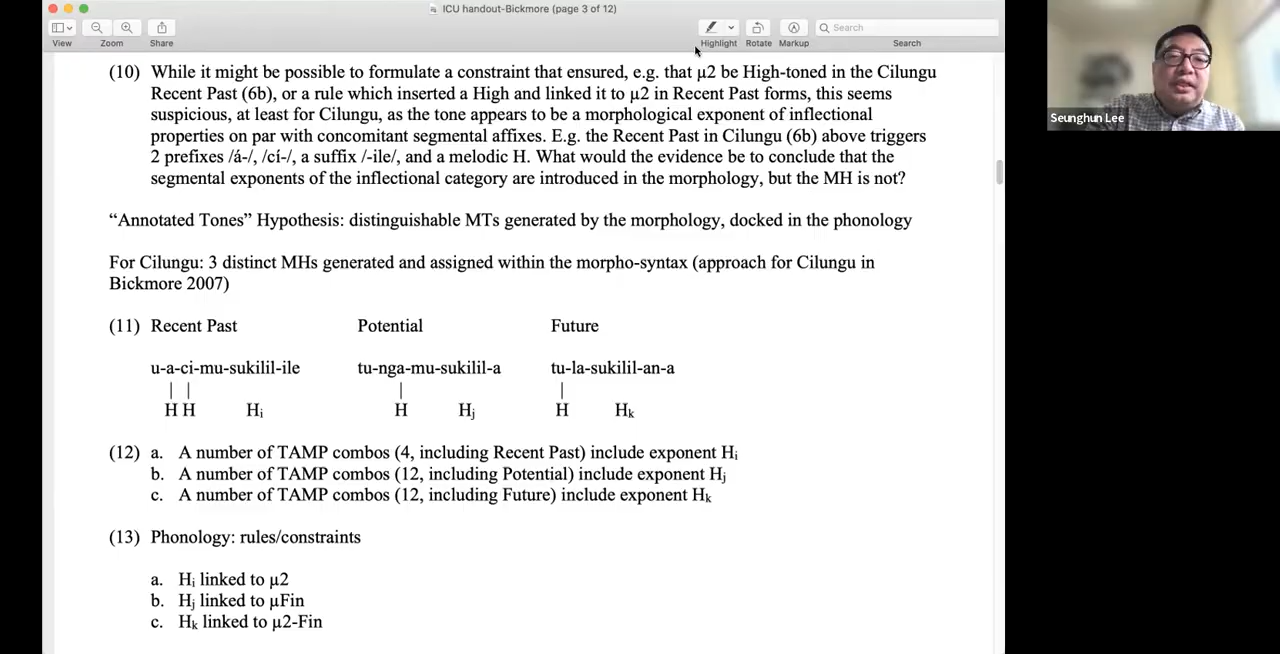 ICU handout-Bickmore (page 3 of 12)
View Zoom Share Highlight Rotate Markup Search Search
(10) While it might be possible to formulate a constraint that ensured, e.g. that μ2 be High-toned in the Cilungu
Recent Past (6b), or a rule which inserted a High and linked it to μ2 in Recent Past forms, this seems
suspicious, at least for Cilungu, as the tone appears to be a morphological exponent of inflectional
properties on par with concomitant segmental affixes. E.g. the Recent Past in Cilungu (6b) above triggers
2 prefixes /á-/, /cí-/, a suffix /-ile/, and a melodic H. What would the evidence be to conclude that the
segmental exponents of the inflectional category are introduced in the morphology, but the MH is not?
“Annotated Tones” Hypothesis: distinguishable MTs generated by the morphology, docked in the phonology
For Cilungu: 3 distinct MHs generated and assigned within the morpho-syntax (approach for Cilungu in
Bickmore 2007)
(11) Recent Past Potential Future
u-a-ci-mu-sukilil-ile tu-nga-mu-sukilil-a tu-la-sukilil-an-a
| | | |
H H Hᵢ H Hⱼ H Hₖ
(12) a. A number of TAMP combos (4, including Recent Past) include exponent Hᵢ
b. A number of TAMP combos (12, including Potential) include exponent Hⱼ
c. A number of TAMP combos (12, including Future) include exponent Hₖ
(13) Phonology: rules/constraints
a. Hᵢ linked to μ2
b. Hⱼ linked to μFin
c. Hₖ linked to μ2-Fin
Seunghun Lee